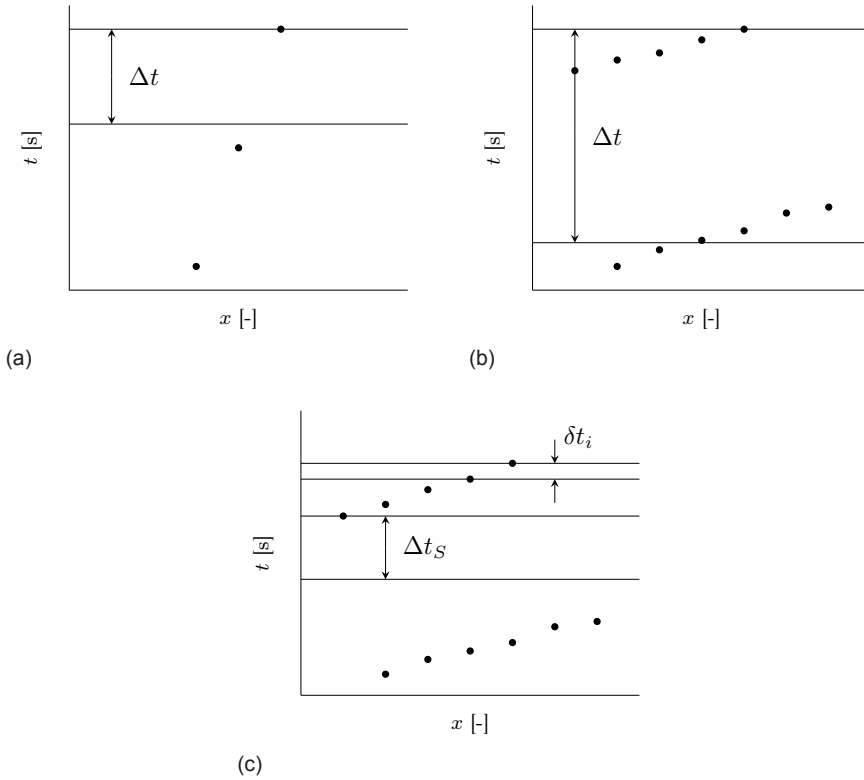 Δt
t [s]
x [-]
(a)
Δt
t [s]
x [-]
(b)
δt_i
Δt_S
t [s]
x [-]
(c)